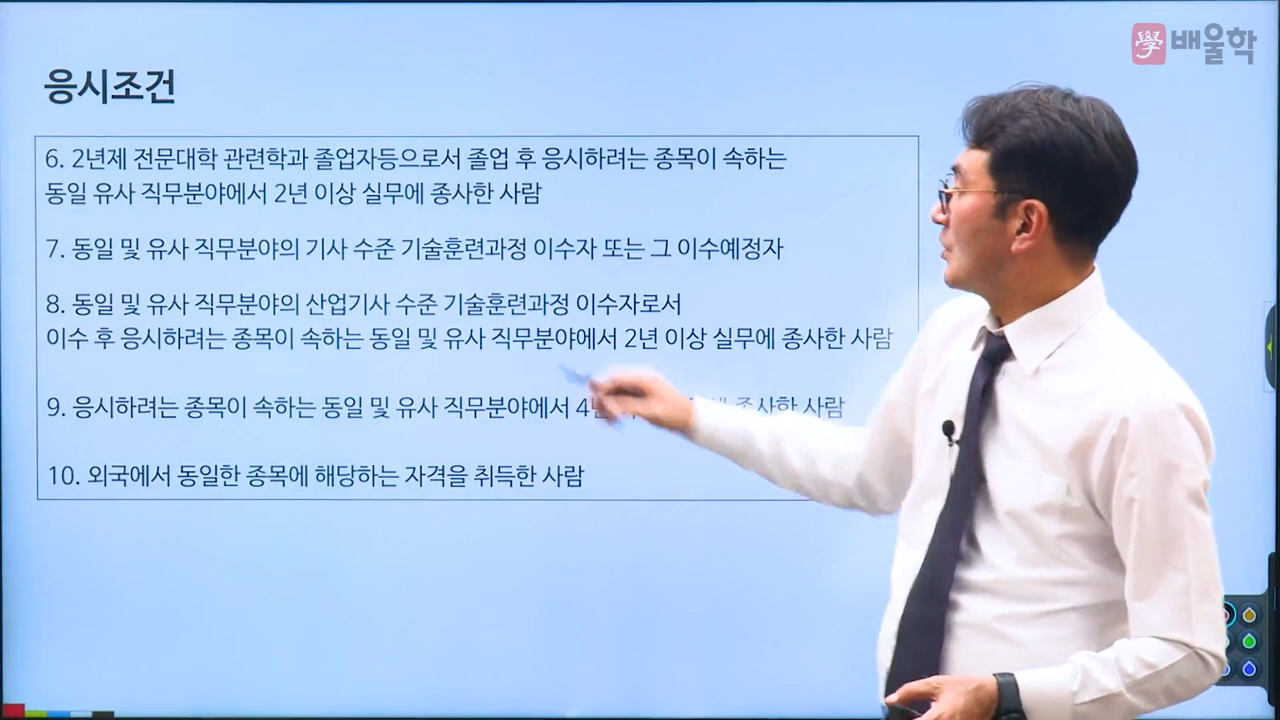 學 배울학
응시조건
6. 2년제 전문대학 관련학과 졸업자등으로서 졸업 후 응시하려는 종목이 속하는
동일 유사 직무분야에서 2년 이상 실무에 종사한 사람
7. 동일 및 유사 직무분야의 기사 수준 기술훈련과정 이수자 또는 그 이수예정자
8. 동일 및 유사 직무분야의 산업기사 수준 기술훈련과정 이수자로서
이수 후 응시하려는 종목이 속하는 동일 및 유사 직무분야에서 2년 이상 실무에 종사한 사람
9. 응시하려는 종목이 속하는 동일 및 유사 직무분야에서 종사한 사람
10. 외국에서 동일한 종목에 해당하는 자격을 취득한 사람